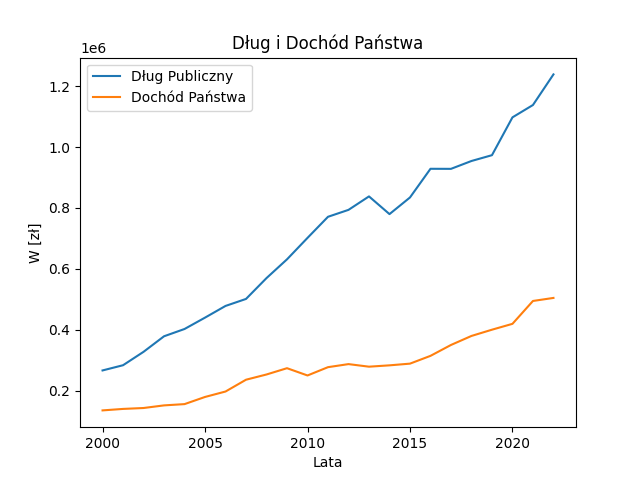 Dług i Dochód Państwa
1e6
Dług Publiczny
Dochód Państwa
1.2
1.0
0.8
0.6
0.4
0.2
W [zł]
2000 2005 2010 2015 2020
Lata